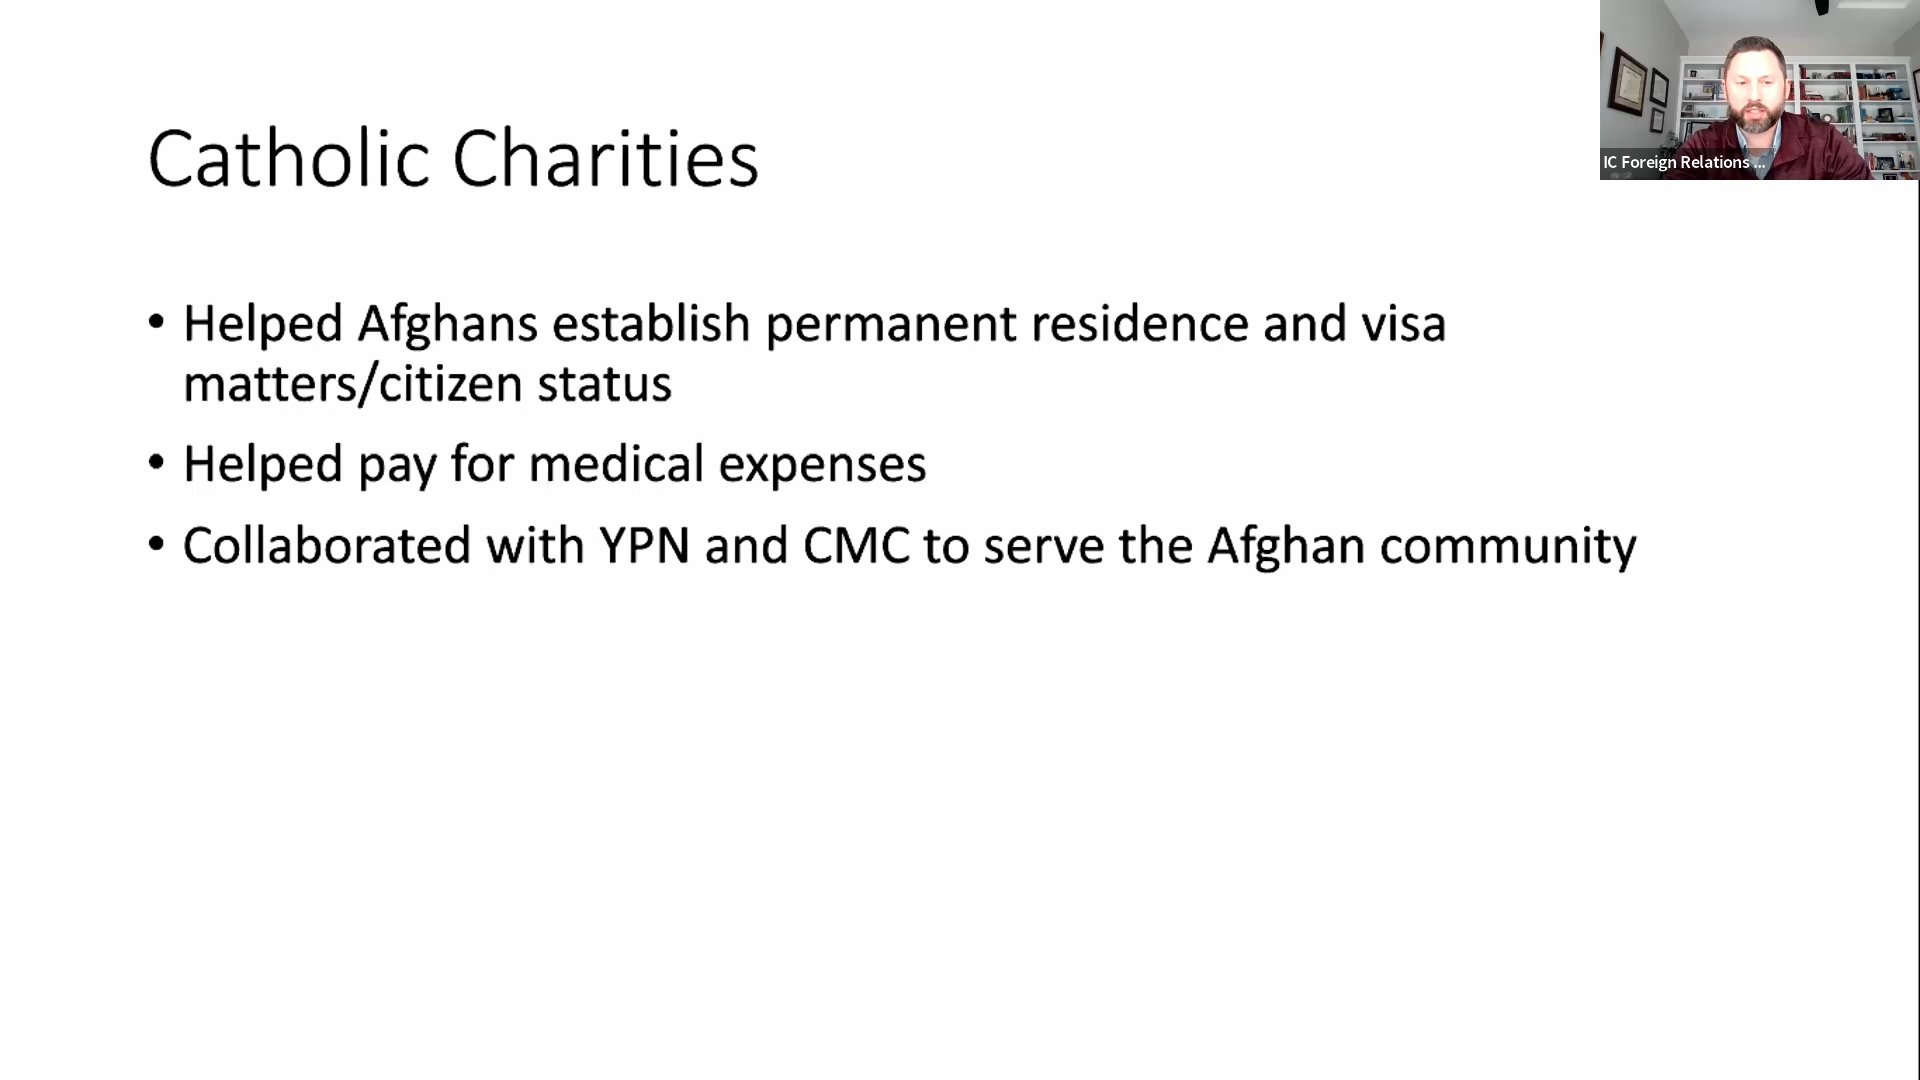 Catholic Charities
• Helped Afghans establish permanent residence and visa
matters/citizen status
• Helped pay for medical expenses
• Collaborated with YPN and CMC to serve the Afghan community
IC Foreign Relations ...